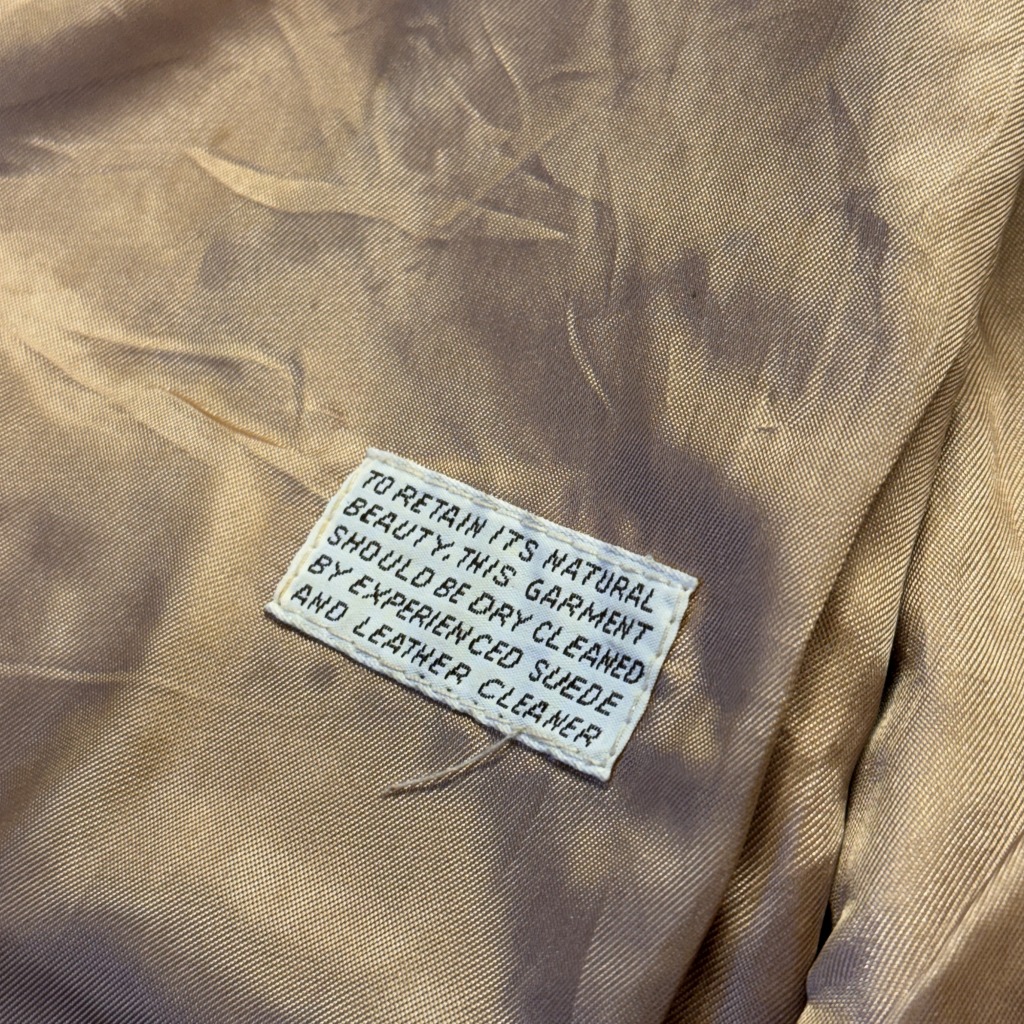 TO RETAIN ITS NATURAL
BEAUTY, THIS GARMENT
SHOULD BE DRY CLEANED
BY EXPERIENCED SUEDE
AND LEATHER CLEANER